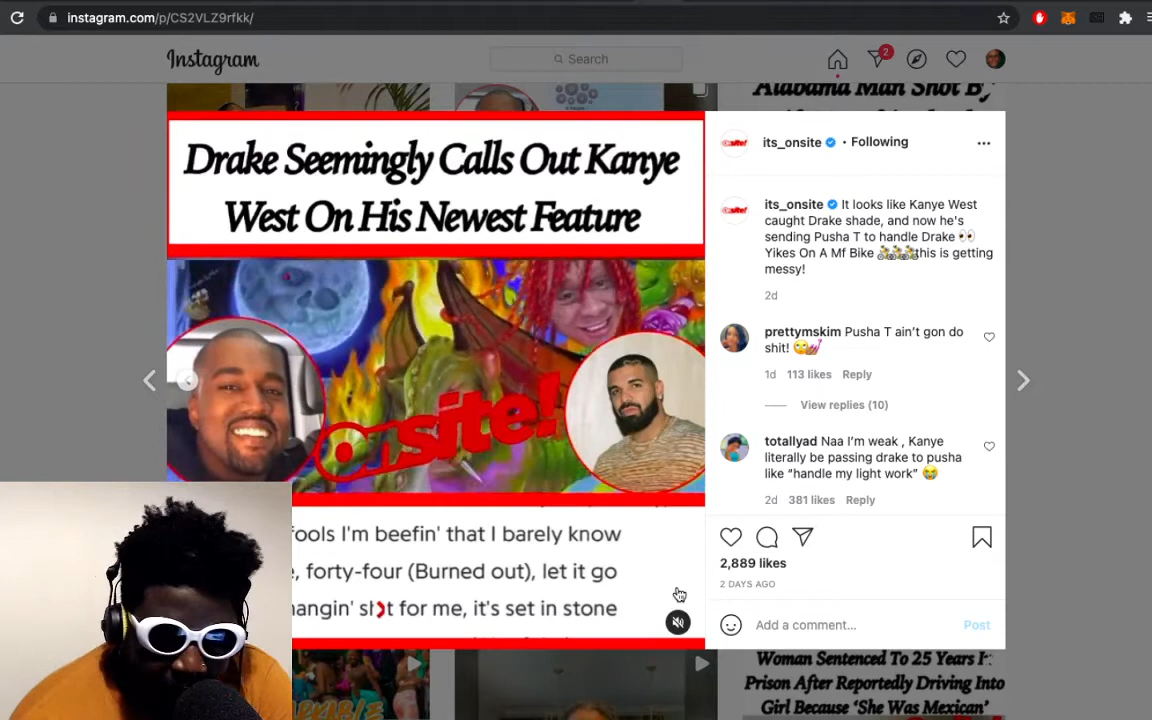 instagram.com/p/CS2VLZ9rfkk/
Instagram
Search
2
Alabama Man Shot By
Drake Seemingly Calls Out Kanye
West On His Newest Feature
onsite!
ools I'm beefin' that I barely know
, forty-four (Burned out), let it go
angin' sh t for me, it's set in stone
its_onsite • Following
its_onsite It looks like Kanye West
caught Drake shade, and now he's
sending Pusha T to handle Drake 👀
Yikes On A Mf Bike 🚴🚴🚴this is getting
messy!
2d
prettymskim Pusha T ain't gon do
shit! 🙄💅
1d 113 likes Reply
View replies (10)
totallyad Naa I'm weak , Kanye
literally be passing drake to pusha
like “handle my light work” 😭
2d 381 likes Reply
2,889 likes
2 DAYS AGO
Add a comment...
Post
Woman Sentenced To 25 Years I
Prison After Reportedly Driving Into
Girl Because ‘She Was Mexican’